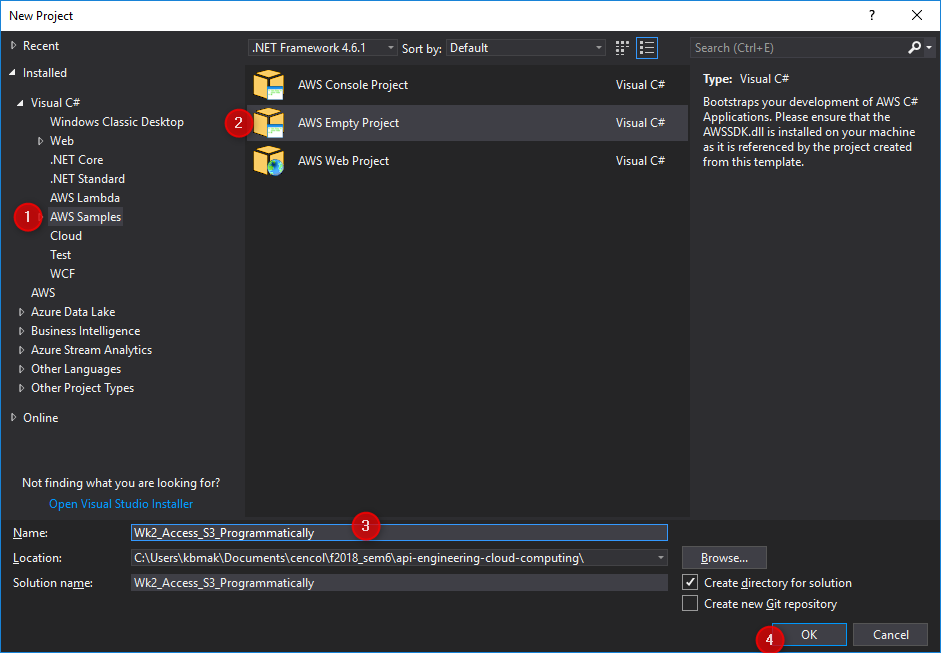 New Project
?
Recent
.NET Framework 4.6.1
Sort by:
Default
Search (Ctrl+E)
Installed
Visual C#
Windows Classic Desktop
Web
.NET Core
.NET Standard
AWS Lambda
1
AWS Samples
Cloud
Test
WCF
AWS
Azure Data Lake
Business Intelligence
Azure Stream Analytics
Other Languages
Other Project Types
Online
Not finding what you are looking for?
Open Visual Studio Installer
AWS Console Project Visual C#
2
AWS Empty Project Visual C#
AWS Web Project Visual C#
Type: Visual C#
Bootstraps your development of AWS C#
Applications. Please ensure that the
AWSSDK.dll is installed on your machine
as it is referenced by the project created
from this template.
Name: Wk2_Access_S3_Programmatically
3
Location: C:\Users\kbmak\Documents\cencol\f2018_sem6\api-engineering-cloud-computing\
Browse...
Solution name: Wk2_Access_S3_Programmatically
Create directory for solution
Create new Git repository
4
OK
Cancel